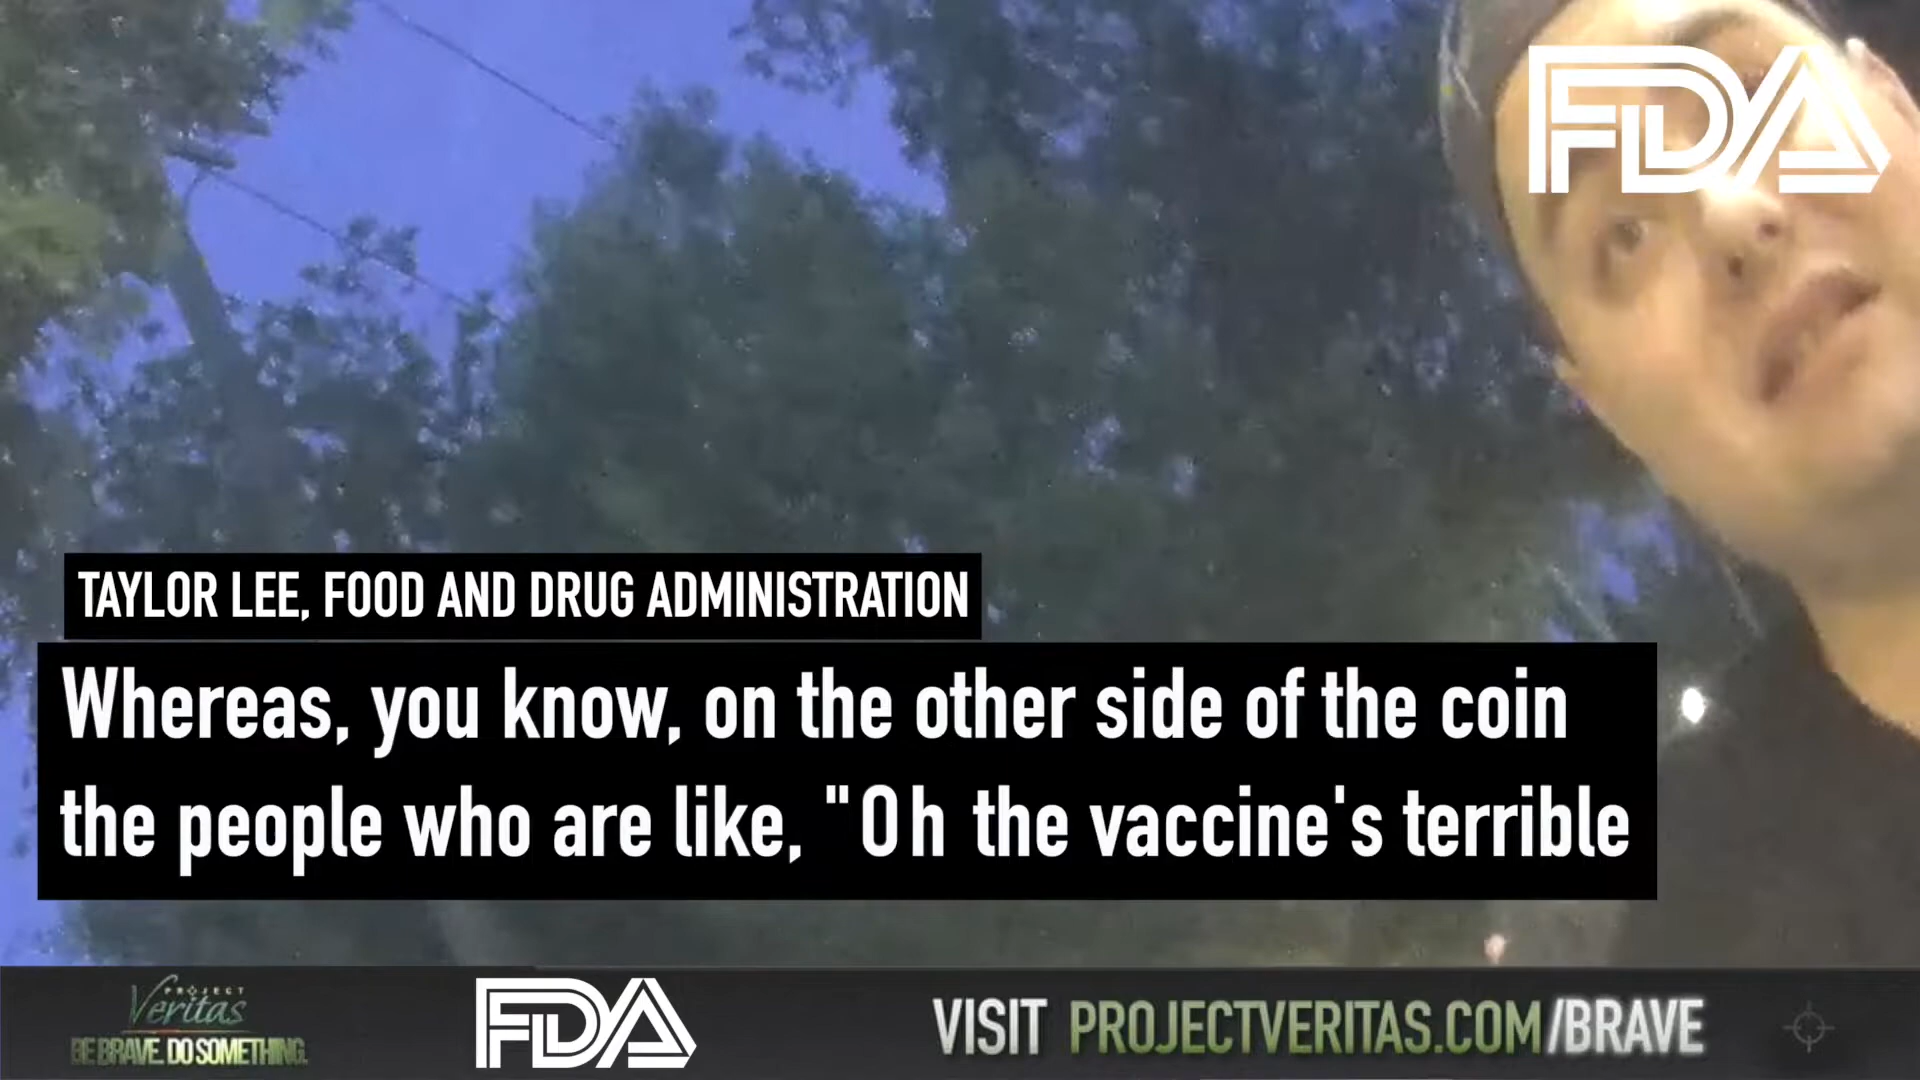 FDA
TAYLOR LEE, FOOD AND DRUG ADMINISTRATION
Whereas, you know, on the other side of the coin
the people who are like, "Oh the vaccine's terrible
PROJECT
Veritas
BE BRAVE. DO SOMETHING.
FDA
VISIT PROJECTVERITAS.COM/BRAVE